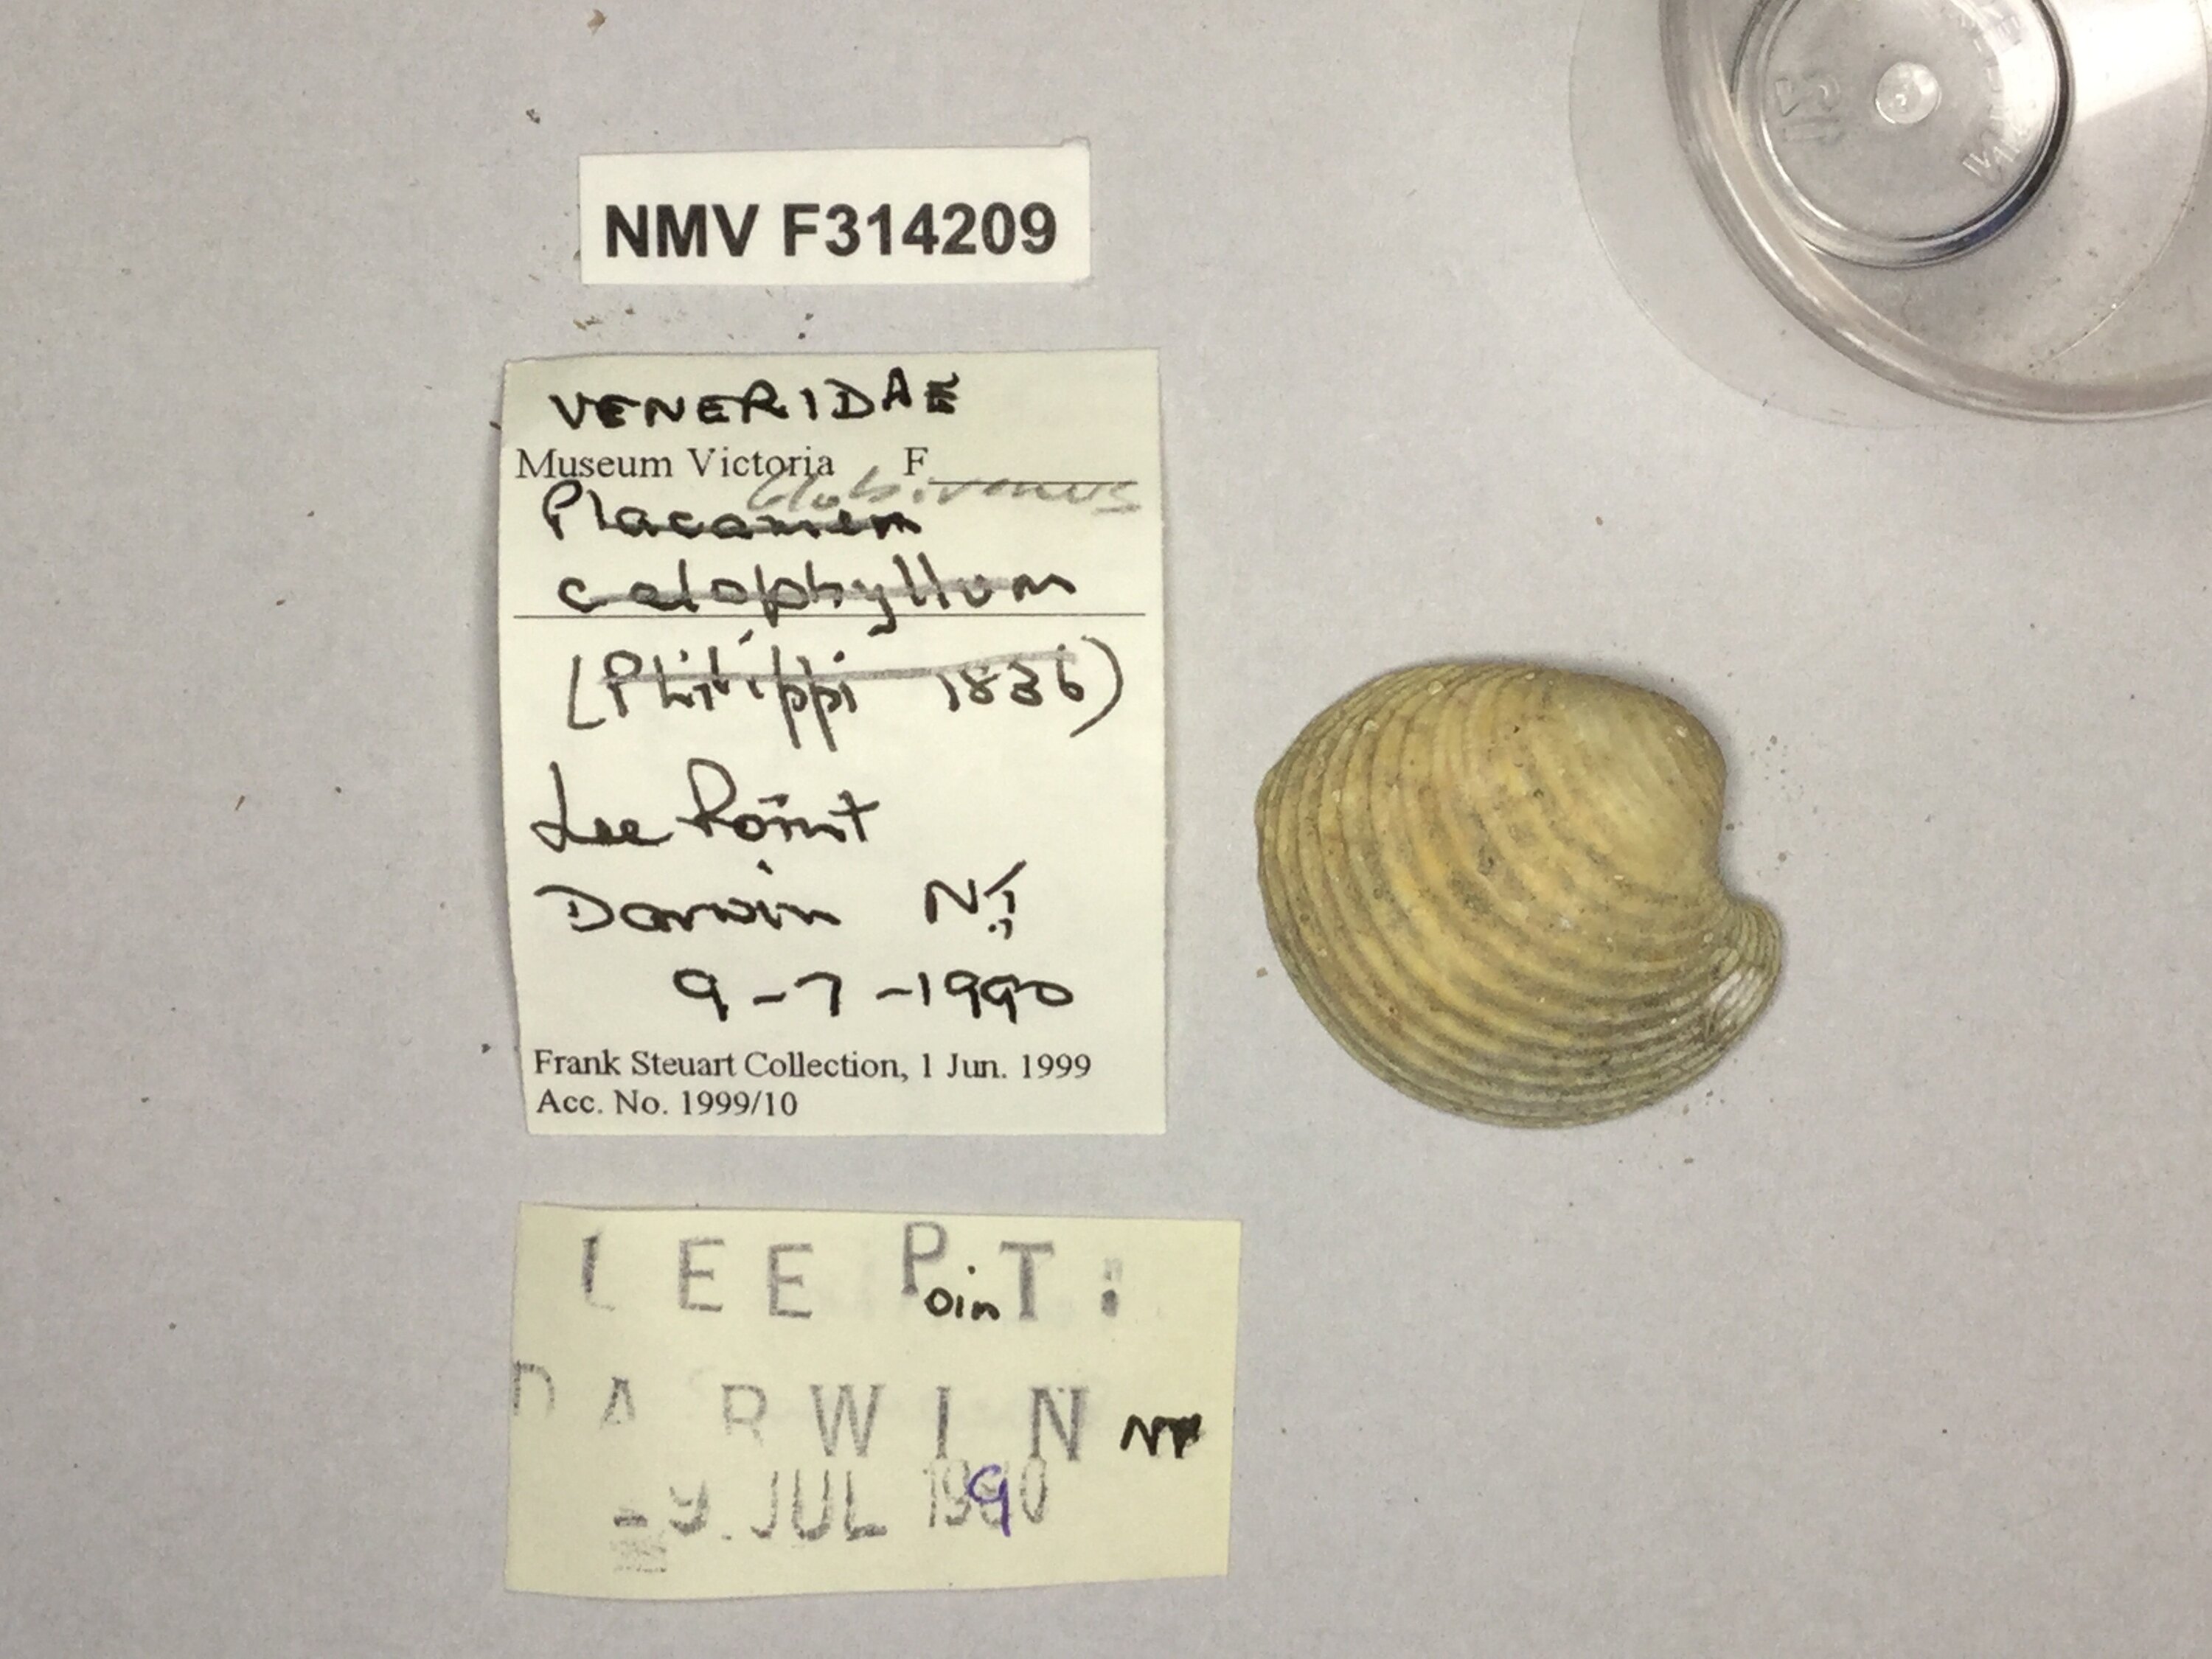 NMV F314209
VENERIDAE
Museum Victoria F
Globivenus
Placamen
calophyllum
(Philippi 1836)
Lee Point
Darwin N.T.
9-7-1990
Frank Steuart Collection, 1 Jun. 1999
Acc. No. 1999/10
LEE PoinT:
DARWIN NT
-9. JUL 1990